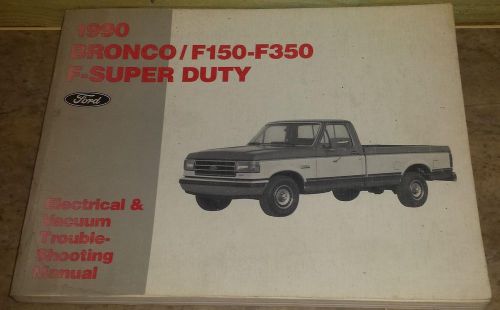 1990
BRONCO/F150-F350
F-SUPER DUTY
Ford
Electrical &
Vacuum
Trouble-
Shooting
Manual